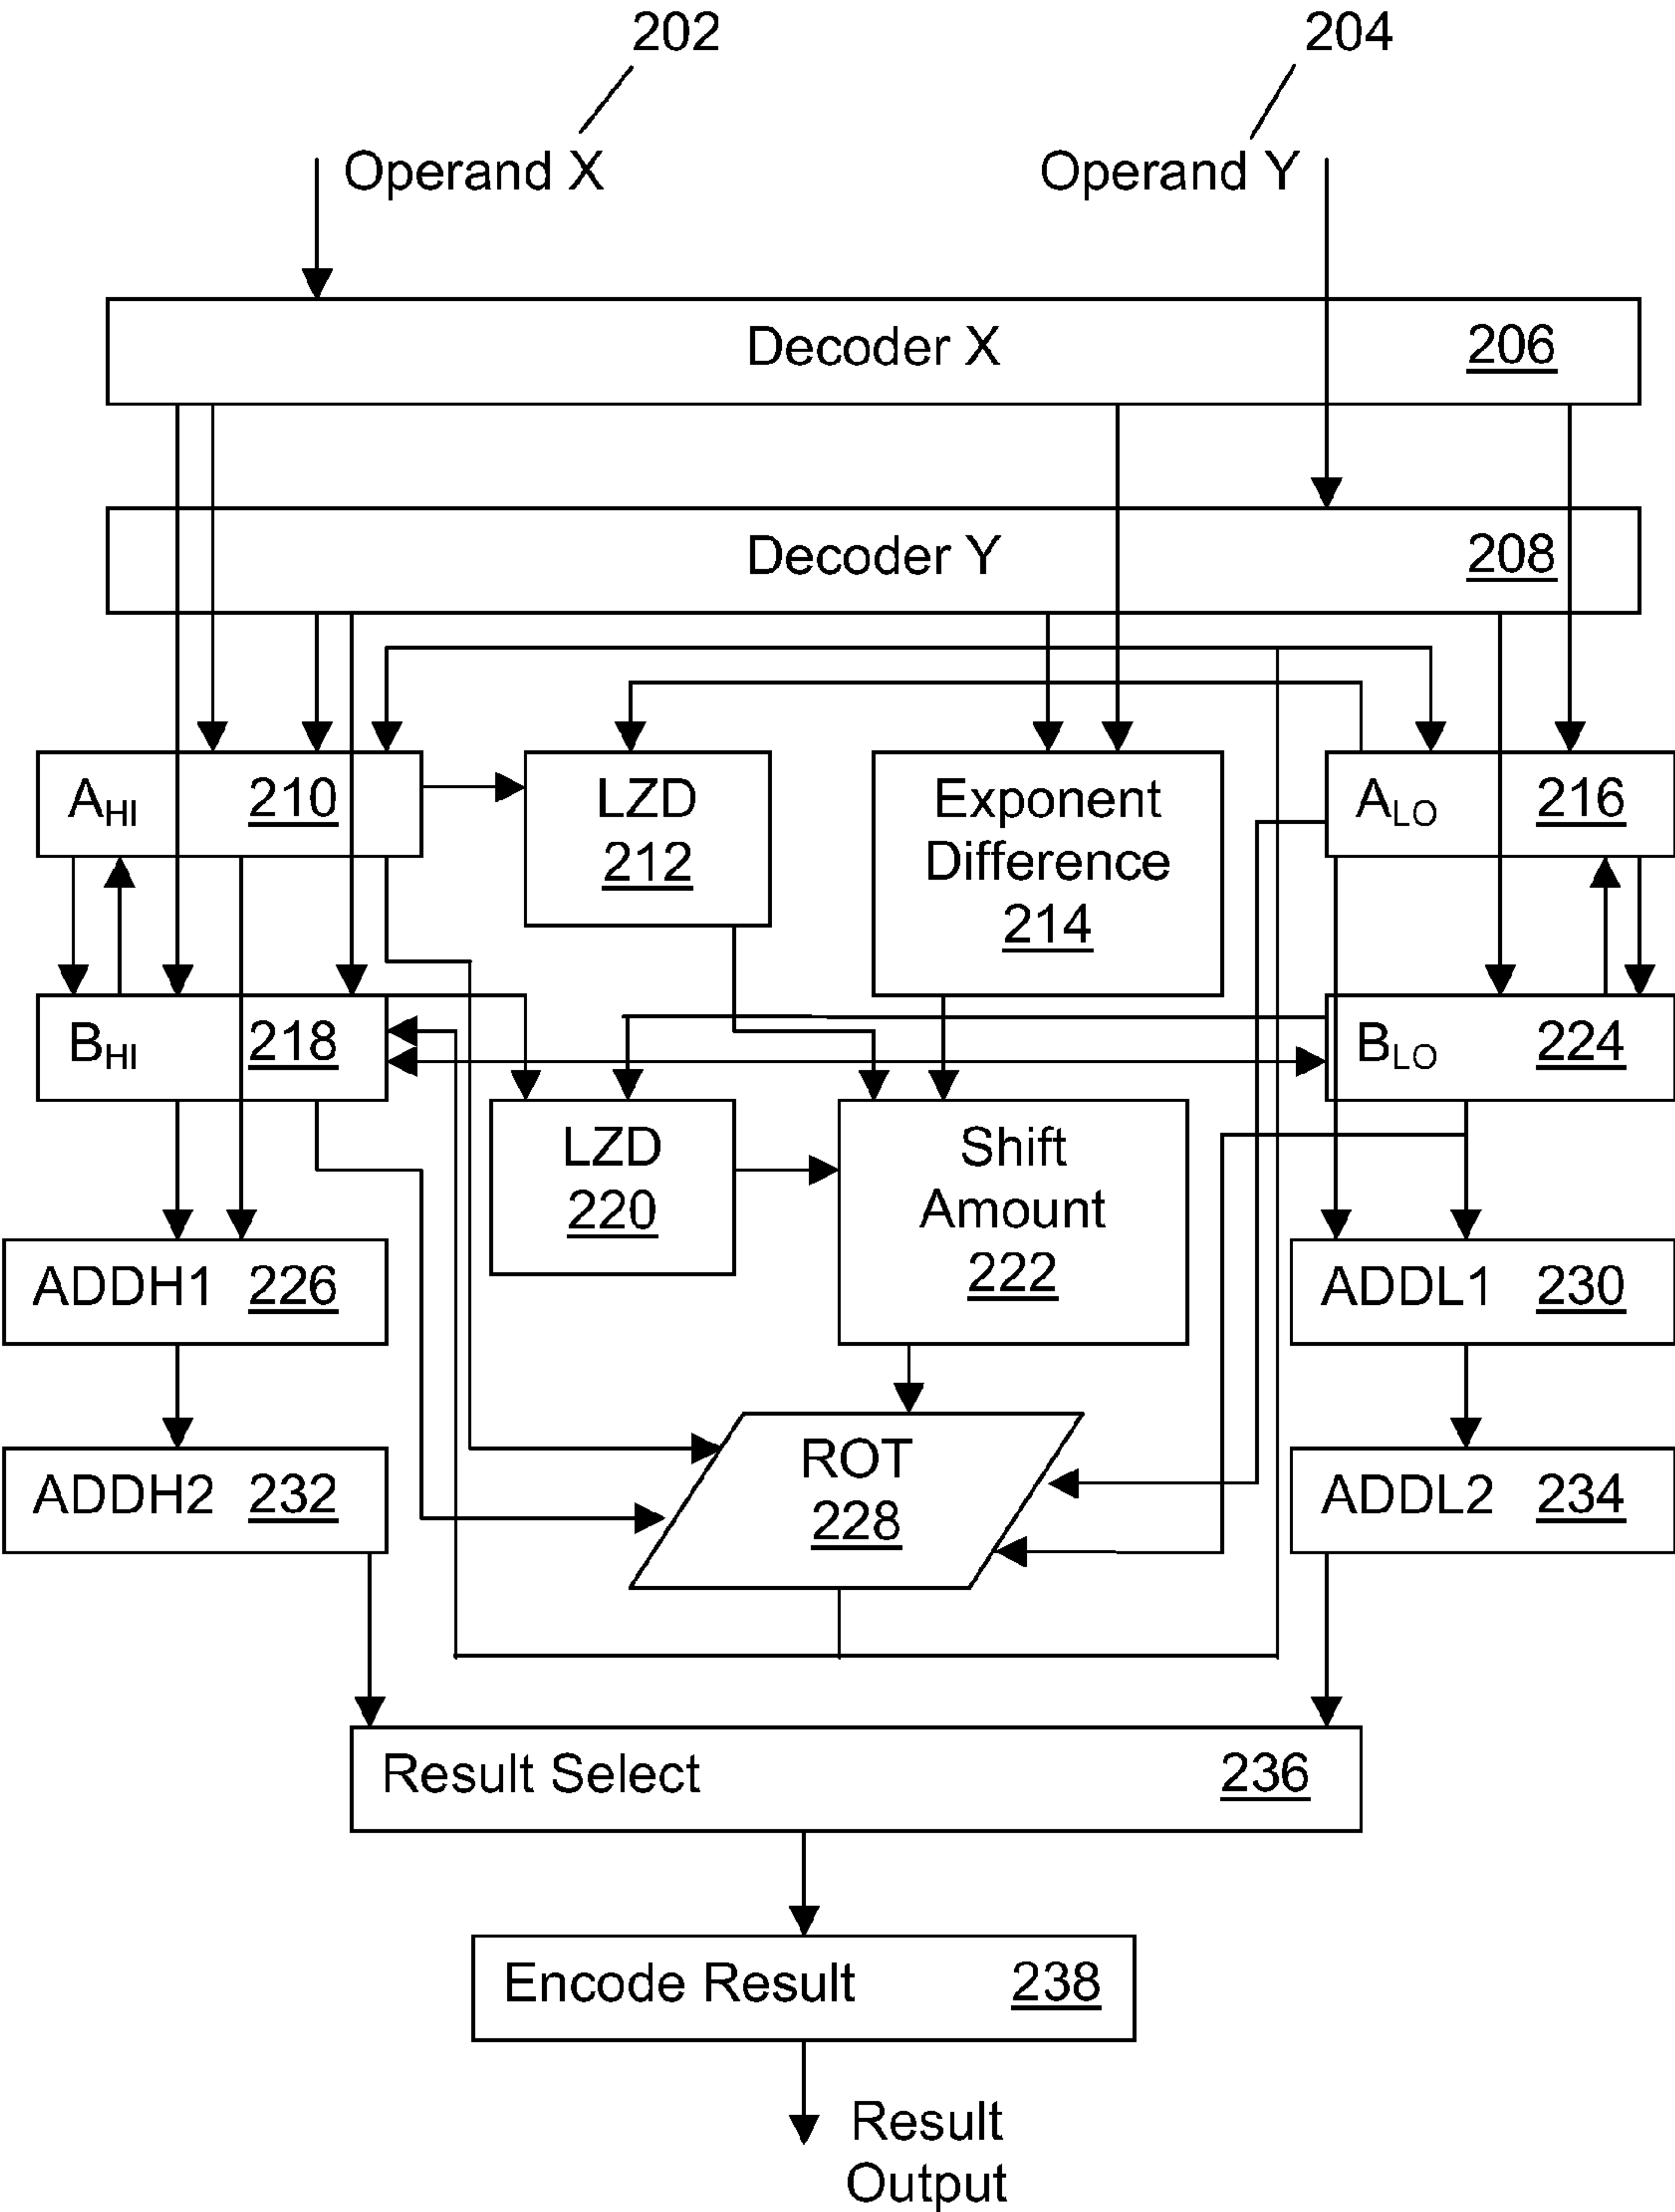 202
204
Operand X
Operand Y
Decoder X 206
Decoder Y 208
AHI 210
LZD
212
Exponent
Difference
214
ALO 216
BHI 218
BLO 224
LZD
220
Shift
Amount
222
ADDH1 226
ADDL1 230
ADDH2 232
ROT
228
ADDL2 234
Result Select 236
Encode Result 238
Result
Output